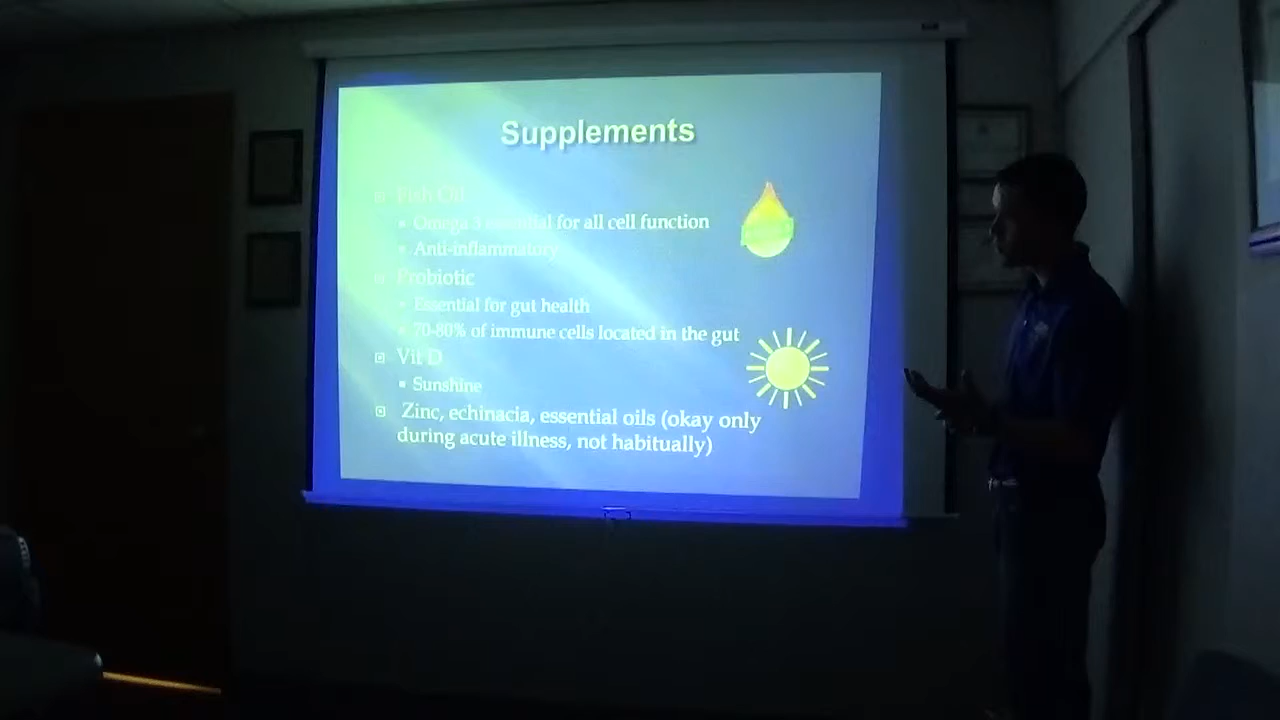 Supplements
Fish Oil
Omega 3 essential for all cell function
Anti-inflammatory
Probiotic
Essential for gut health
70-80% of immune cells located in the gut
Vit D
Sunshine
Zinc, echinacia, essential oils (okay only
during acute illness, not habitually)